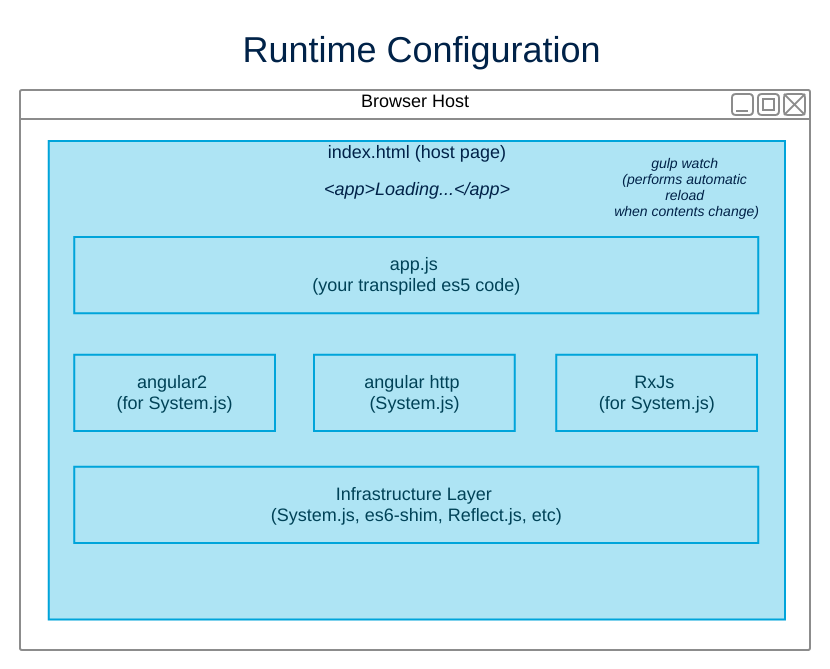 Runtime Configuration
Browser Host
index.html (host page)
<app>Loading...</app>
gulp watch
(performs automatic
reload
when contents change)
app.js
(your transpiled es5 code)
angular2
(for System.js)
angular http
(System.js)
RxJs
(for System.js)
Infrastructure Layer
(System.js, es6-shim, Reflect.js, etc)